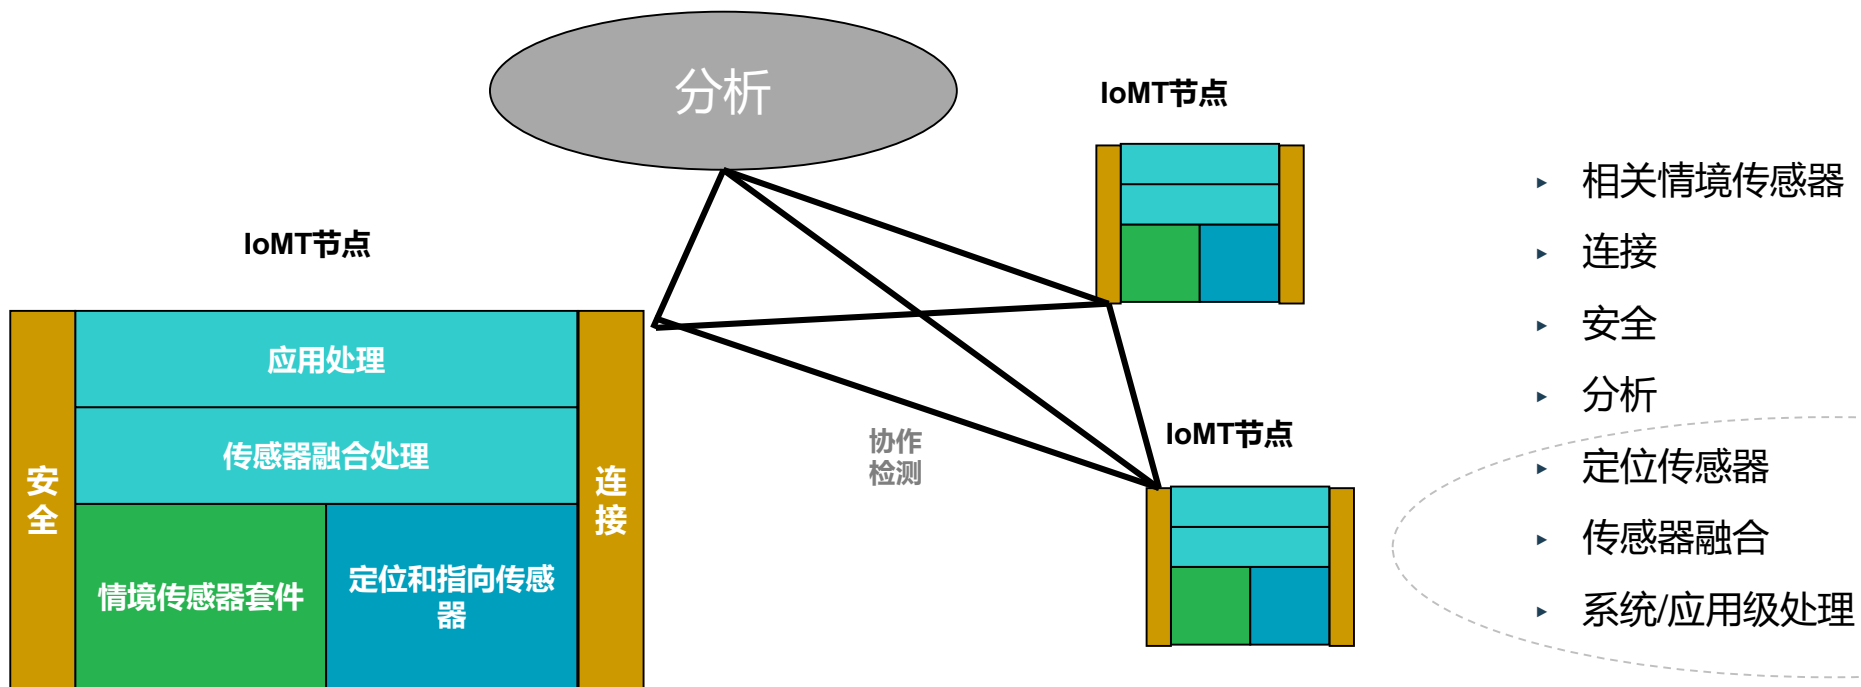 分析
IoMT节点
IoMT节点
应用处理
传感器融合处理
安
全
连
接
情境传感器套件
定位和指向传感
器
协作
检测
IoMT节点
相关情境传感器
连接
安全
分析
定位传感器
传感器融合
系统/应用级处理